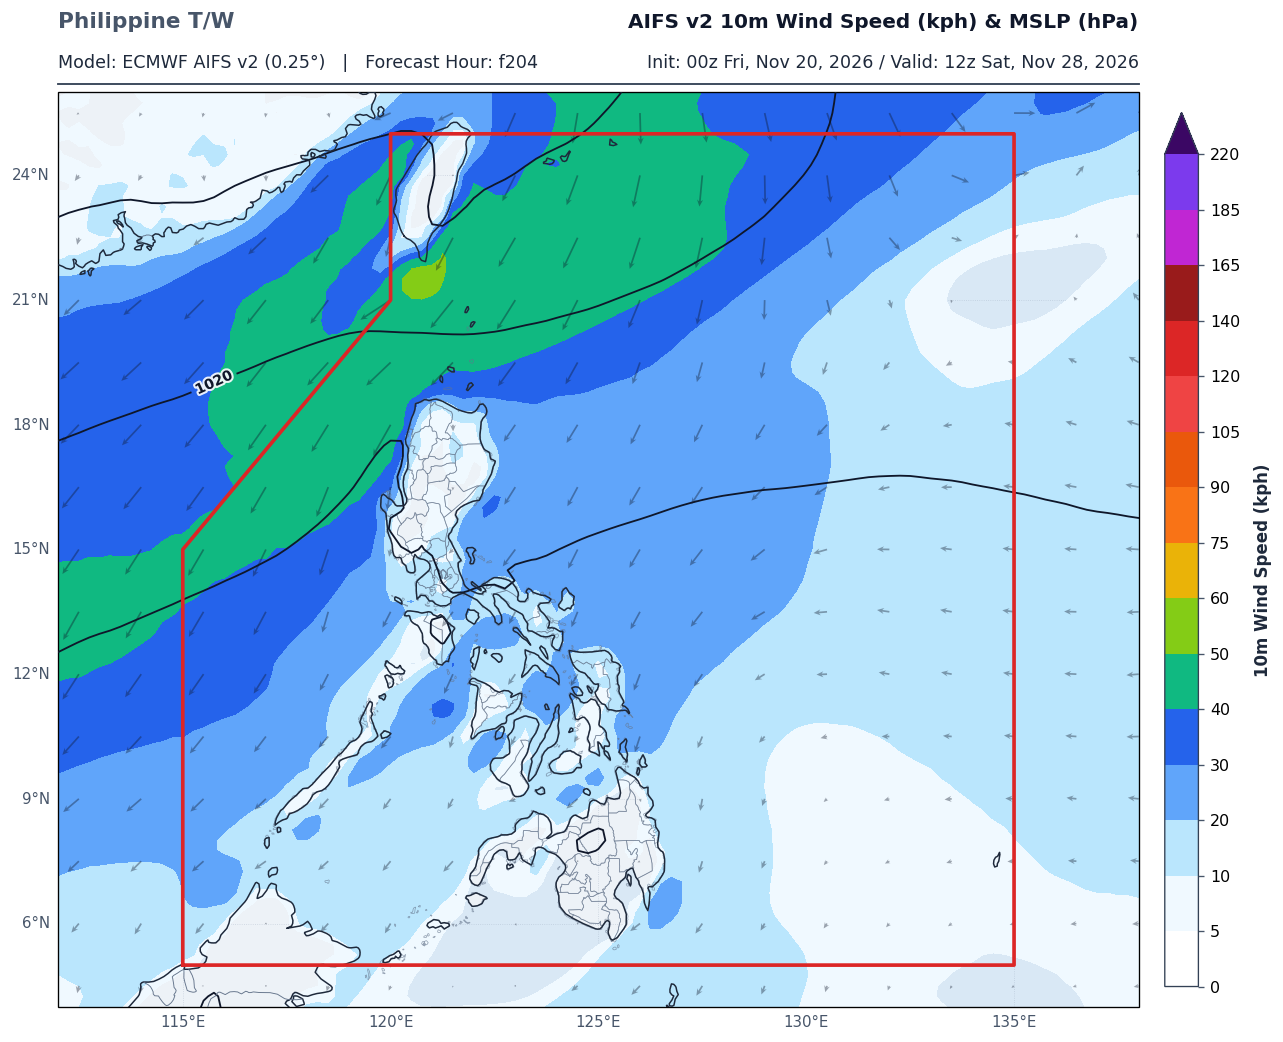 Philippine T/W
AIFS v2 10m Wind Speed (kph) & MSLP (hPa)
Model: ECMWF AIFS v2 (0.25°) | Forecast Hour: f204
Init: 00z Fri, Nov 20, 2026 / Valid: 12z Sat, Nov 28, 2026
24°N
21°N
18°N
15°N
12°N
9°N
6°N
1020
115°E
120°E
125°E
130°E
135°E
220
185
165
140
120
105
90
75
60
50
40
30
20
10
5
0
10m Wind Speed (kph)